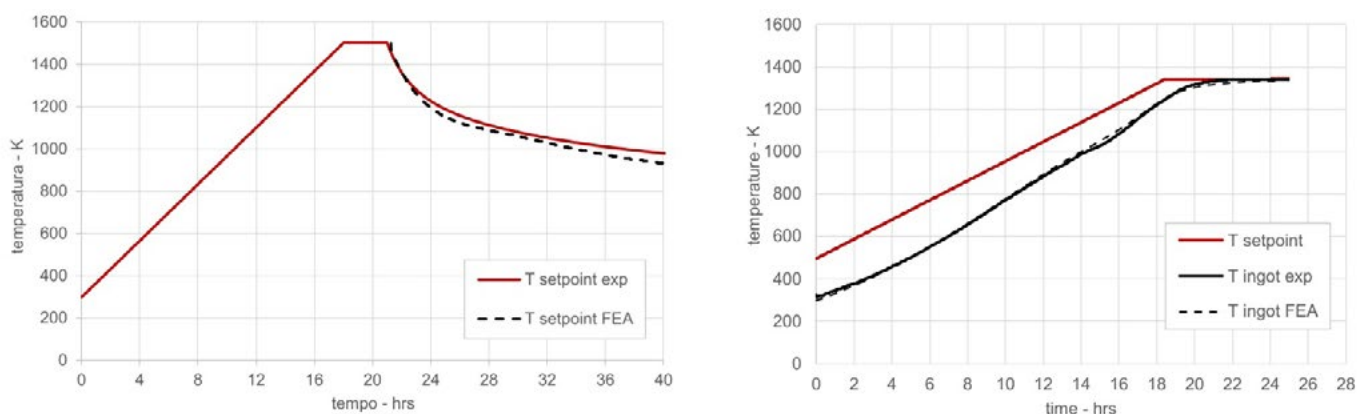 1600
1400
1200
1000
800
600
400
200
0
temperatura - K
0 4 8 12 16 20 24 28 32 36 40
tempo - hrs
T setpoint exp
T setpoint FEA
1600
1400
1200
1000
800
600
400
200
0
temperature - K
0 2 4 6 8 10 12 14 16 18 20 22 24 26 28
time - hrs
T setpoint
T ingot exp
T ingot FEA